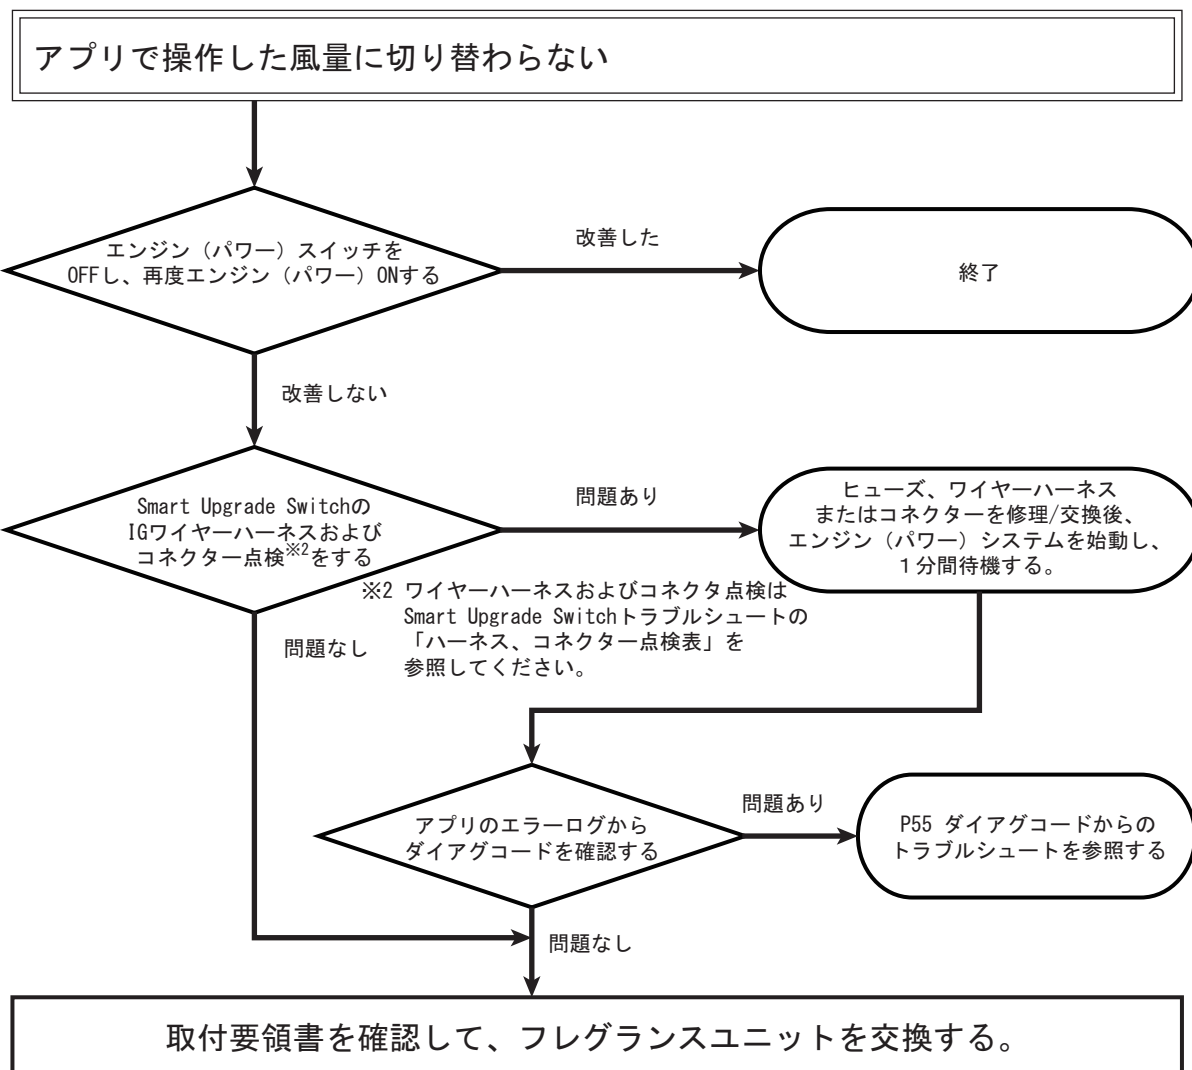 アプリで操作した風量に切り替わらない
エンジン（パワー）スイッチを
OFFし、再度エンジン（パワー）ONする
改善した
終了
改善しない
Smart Upgrade Switchの
IGワイヤーハーネスおよび
コネクター点検※2をする
問題あり
ヒューズ、ワイヤーハーネス
またはコネクターを修理/交換後、
エンジン（パワー）システムを始動し、
１分間待機する。
※2 ワイヤーハーネスおよびコネクタ点検は
Smart Upgrade Switchトラブルシュートの
「ハーネス、コネクター点検表」を
参照してください。
問題なし
アプリのエラーログから
ダイアグコードを確認する
問題あり
P55 ダイアグコードからの
トラブルシュートを参照する
問題なし
取付要領書を確認して、フレグランスユニットを交換する。